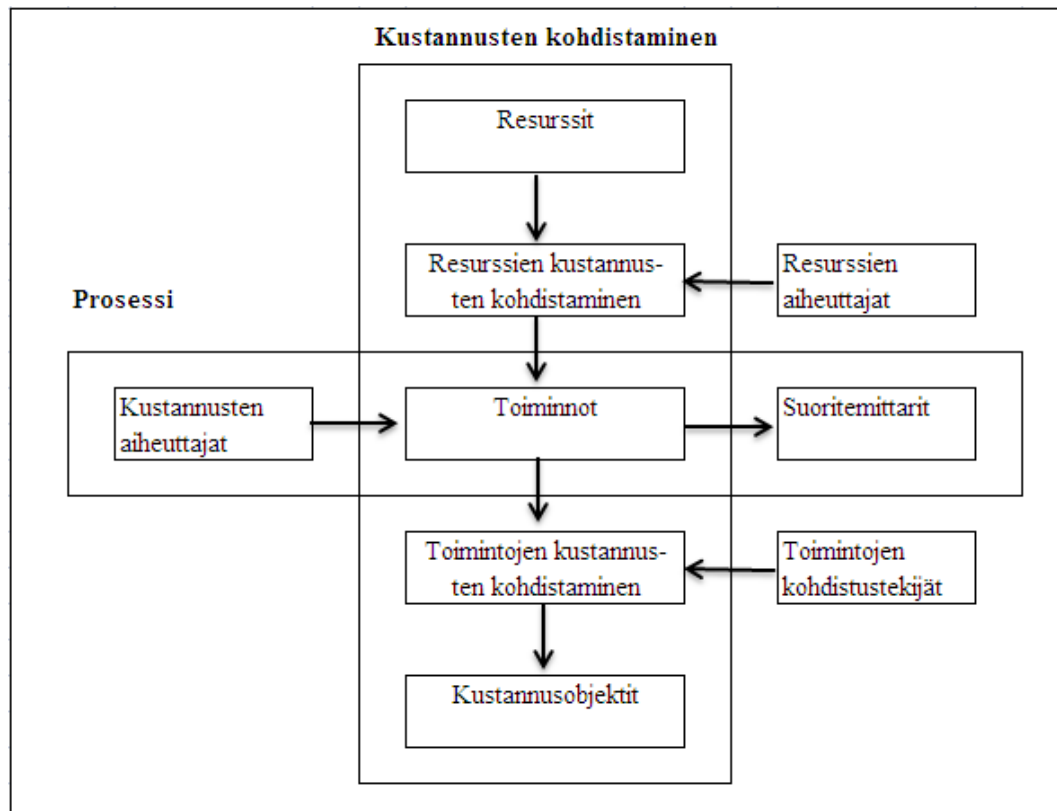 Kustannusten kohdistaminen
Resurssit
Resurssien kustannus-
ten kohdistaminen
Resurssien
aiheuttajat
Prosessi
Kustannusten
aiheuttajat
Toiminnot
Suoritemittarit
Toimintojen kustannus-
ten kohdistaminen
Toimintojen
kohdistustekijät
Kustannusobjektit